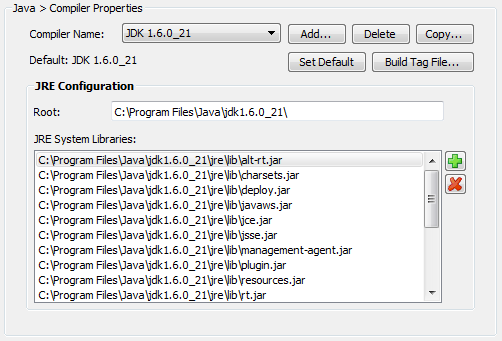 Java > Compiler Properties
Compiler Name: JDK 1.6.0_21 Add... Delete Copy...
Default: JDK 1.6.0_21 Set Default Build Tag File...
JRE Configuration
Root: C:\Program Files\Java\jdk1.6.0_21\
JRE System Libraries:
C:\Program Files\Java\jdk1.6.0_21\jre\lib\alt-rt.jar
C:\Program Files\Java\jdk1.6.0_21\jre\lib\charsets.jar
C:\Program Files\Java\jdk1.6.0_21\jre\lib\deploy.jar
C:\Program Files\Java\jdk1.6.0_21\jre\lib\javaws.jar
C:\Program Files\Java\jdk1.6.0_21\jre\lib\jce.jar
C:\Program Files\Java\jdk1.6.0_21\jre\lib\jsse.jar
C:\Program Files\Java\jdk1.6.0_21\jre\lib\management-agent.jar
C:\Program Files\Java\jdk1.6.0_21\jre\lib\plugin.jar
C:\Program Files\Java\jdk1.6.0_21\jre\lib\resources.jar
C:\Program Files\Java\jdk1.6.0_21\jre\lib\rt.jar